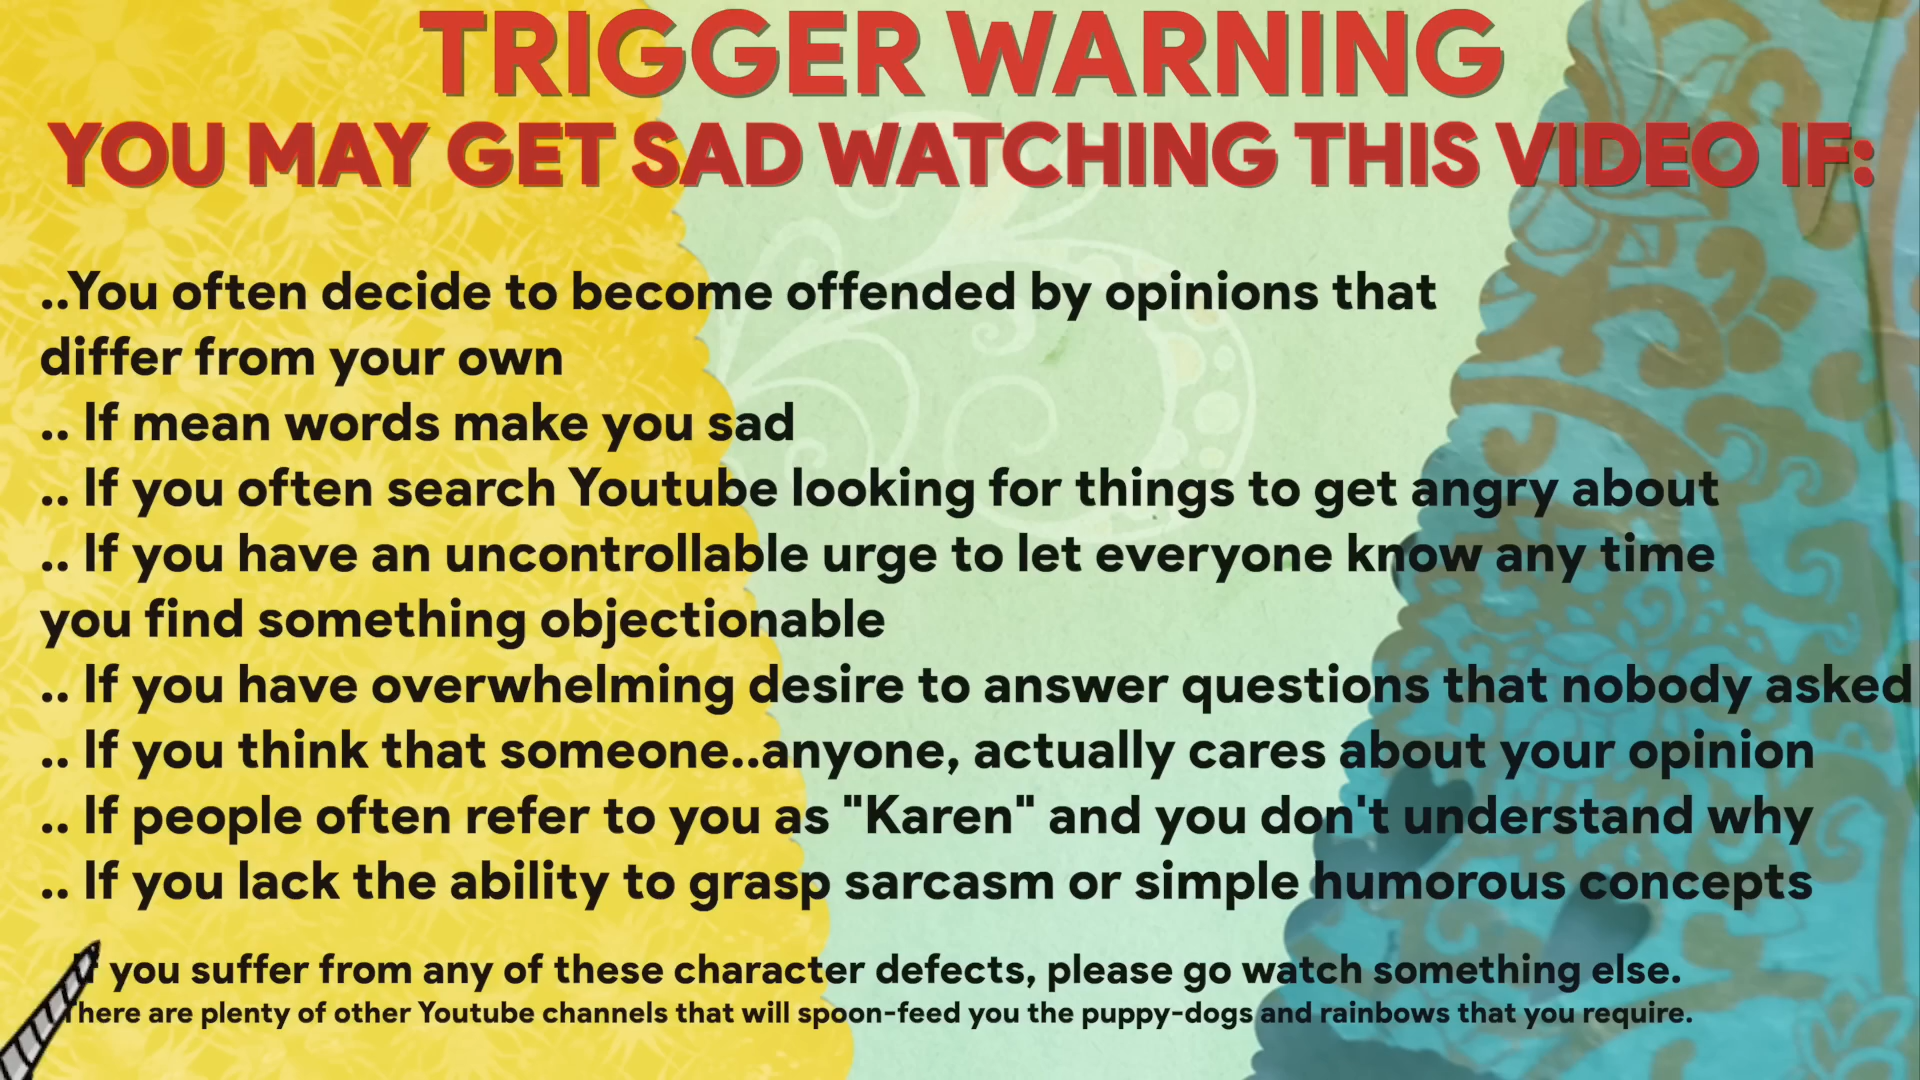 TRIGGER WARNING
YOU MAY GET SAD WATCHING THIS VIDEO IF:
..You often decide to become offended by opinions that
differ from your own
.. If mean words make you sad
.. If you often search Youtube looking for things to get angry about
.. If you have an uncontrollable urge to let everyone know any time
you find something objectionable
.. If you have overwhelming desire to answer questions that nobody asked
.. If you think that someone..anyone, actually cares about your opinion
.. If people often refer to you as "Karen" and you don't understand why
.. If you lack the ability to grasp sarcasm or simple humorous concepts
If you suffer from any of these character defects, please go watch something else.
There are plenty of other Youtube channels that will spoon-feed you the puppy-dogs and rainbows that you require.